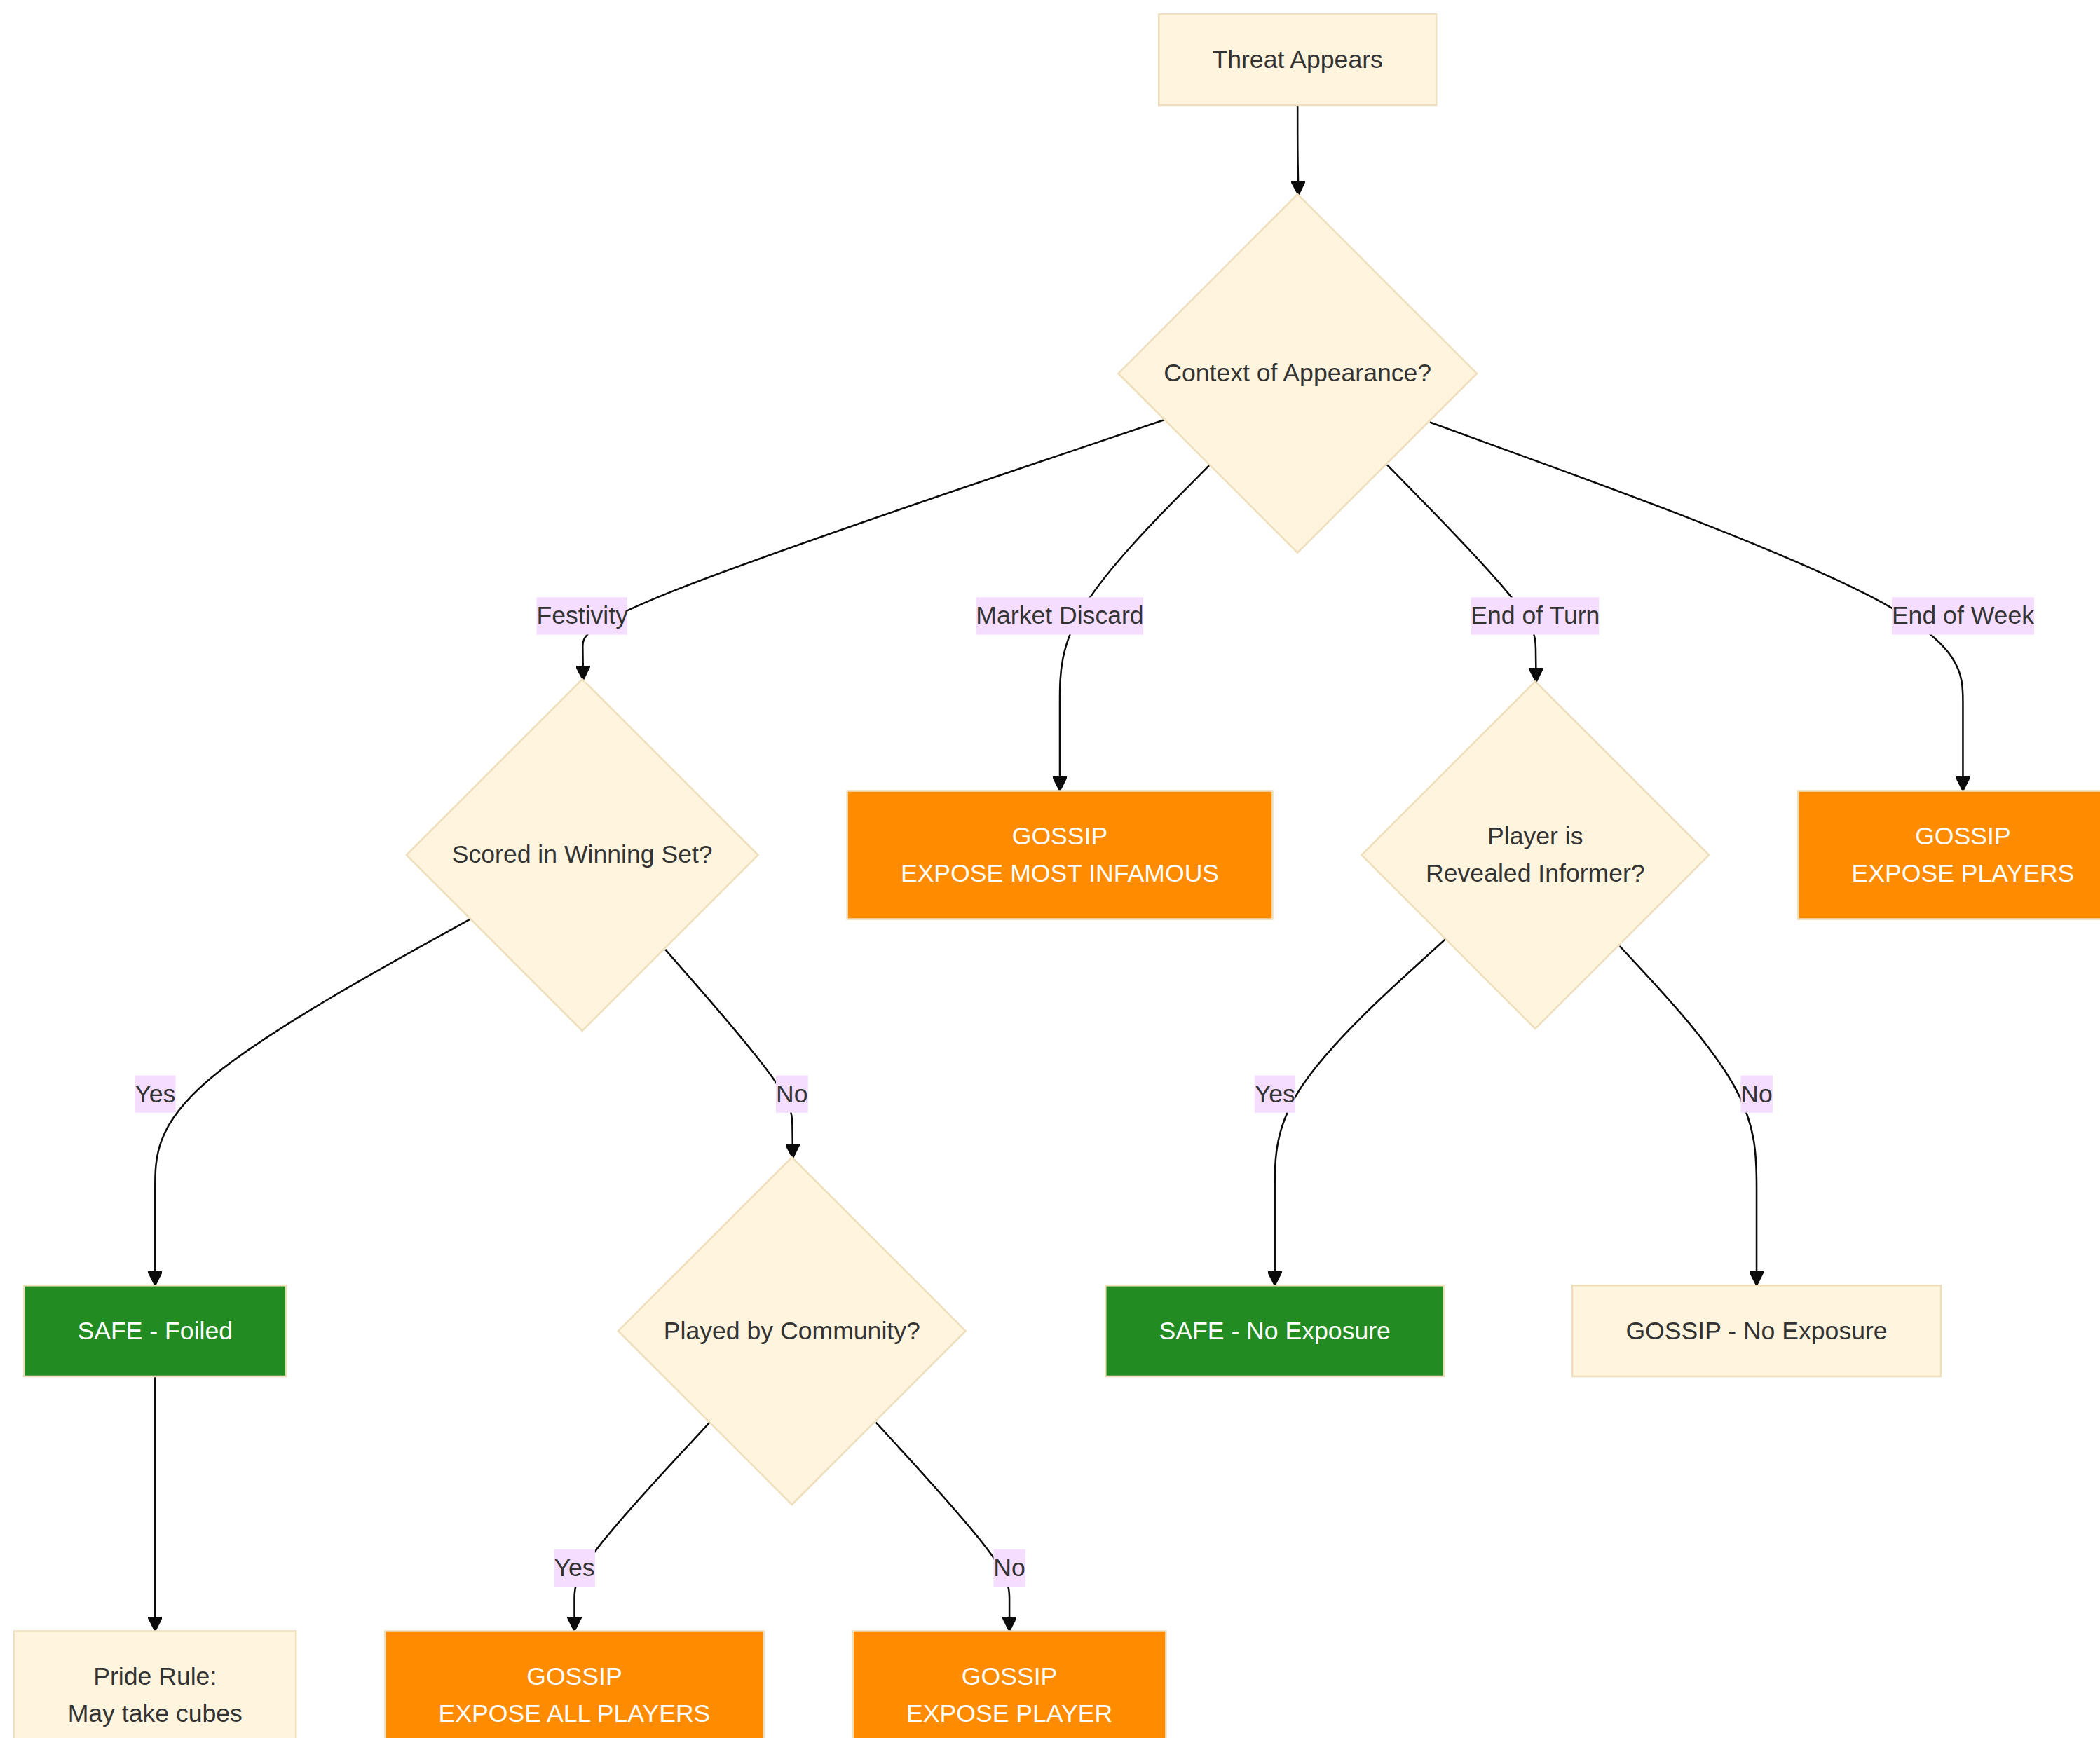 Threat Appears
Context of Appearance?
Festivity
Market Discard
End of Turn
End of Week
Scored in Winning Set?
GOSSIP
EXPOSE MOST INFAMOUS
Player is
Revealed Informer?
GOSSIP
EXPOSE PLAYERS
Yes
No
Yes
No
SAFE - Foiled
Played by Community?
SAFE - No Exposure
GOSSIP - No Exposure
Yes
No
Pride Rule:
May take cubes
GOSSIP
EXPOSE ALL PLAYERS
GOSSIP
EXPOSE PLAYER